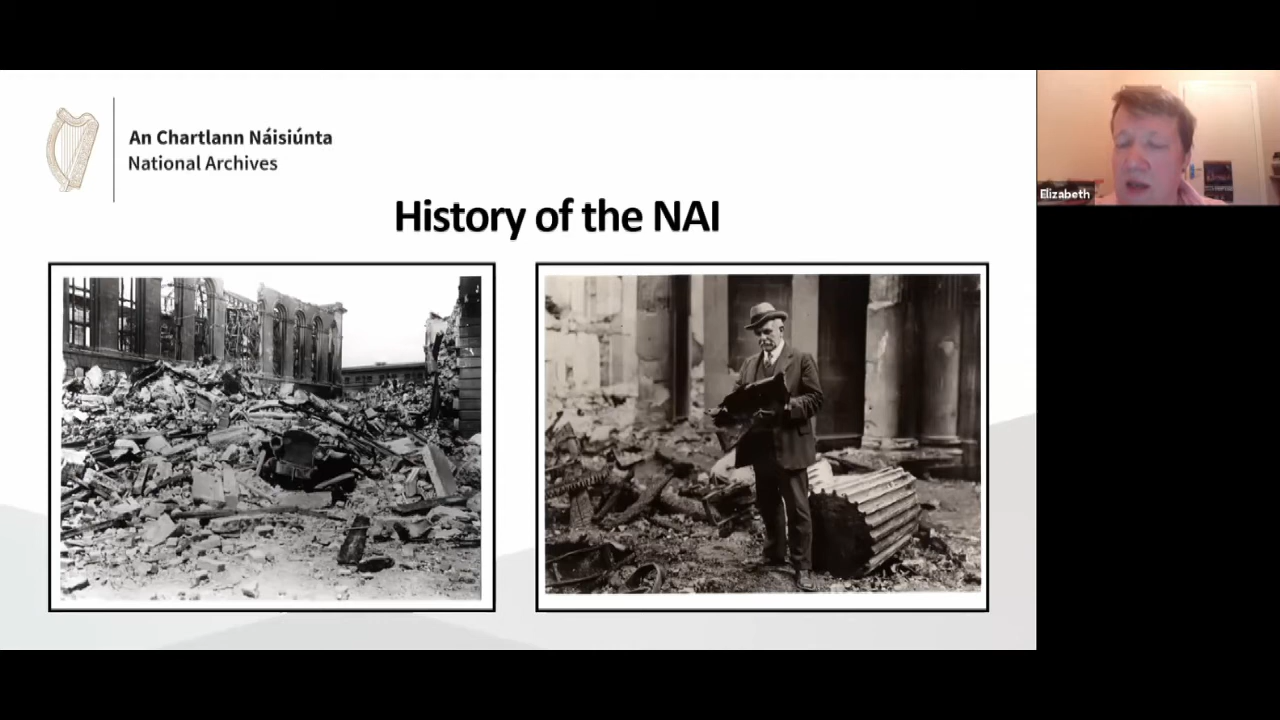 An Chartlann Náisiúnta
National Archives
History of the NAI
Elizabeth